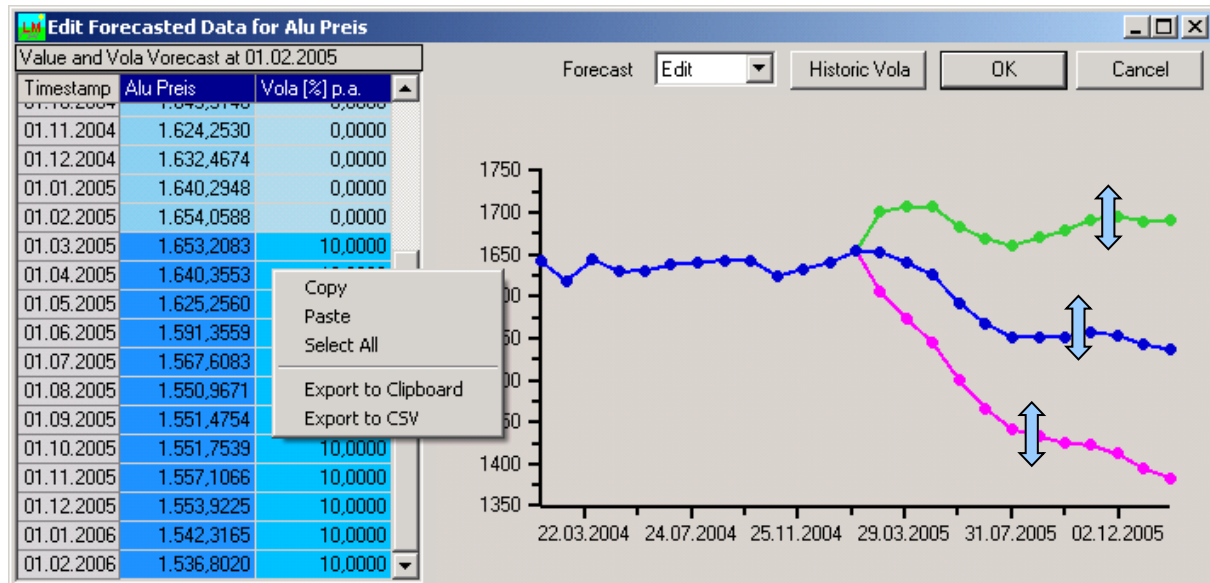 LM Edit Forecasted Data for Alu Preis
Value and Vola Vorecast at 01.02.2005
Forecast Edit Historic Vola OK Cancel
Timestamp Alu Preis Vola [%] p.a.
01.11.2004 1.624,2530 0,0000
01.12.2004 1.632,4674 0,0000
01.01.2005 1.640,2948 0,0000
01.02.2005 1.654,0588 0,0000
01.03.2005 1.653,2083 10,0000
01.04.2005 1.640,3553
01.05.2005 1.625,2560
01.06.2005 1.591,3559
01.07.2005 1.567,6083
01.08.2005 1.550,9671
01.09.2005 1.551,4754
01.10.2005 1.551,7539 10,0000
01.11.2005 1.557,1066 10,0000
01.12.2005 1.553,9225 10,0000
01.01.2006 1.542,3165 10,0000
01.02.2006 1.536,8020 10,0000
Copy
Paste
Select All
Export to Clipboard
Export to CSV
1750
1700
1650
1400
1350
22.03.2004 24.07.2004 25.11.2004 29.03.2005 31.07.2005 02.12.2005